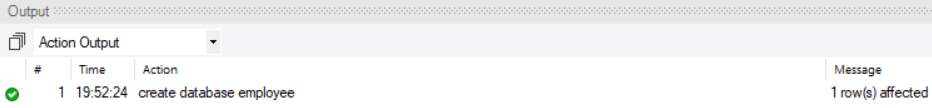 Output
Action Output
# Time Action Message
1 19:52:24 create database employee 1 row(s) affected